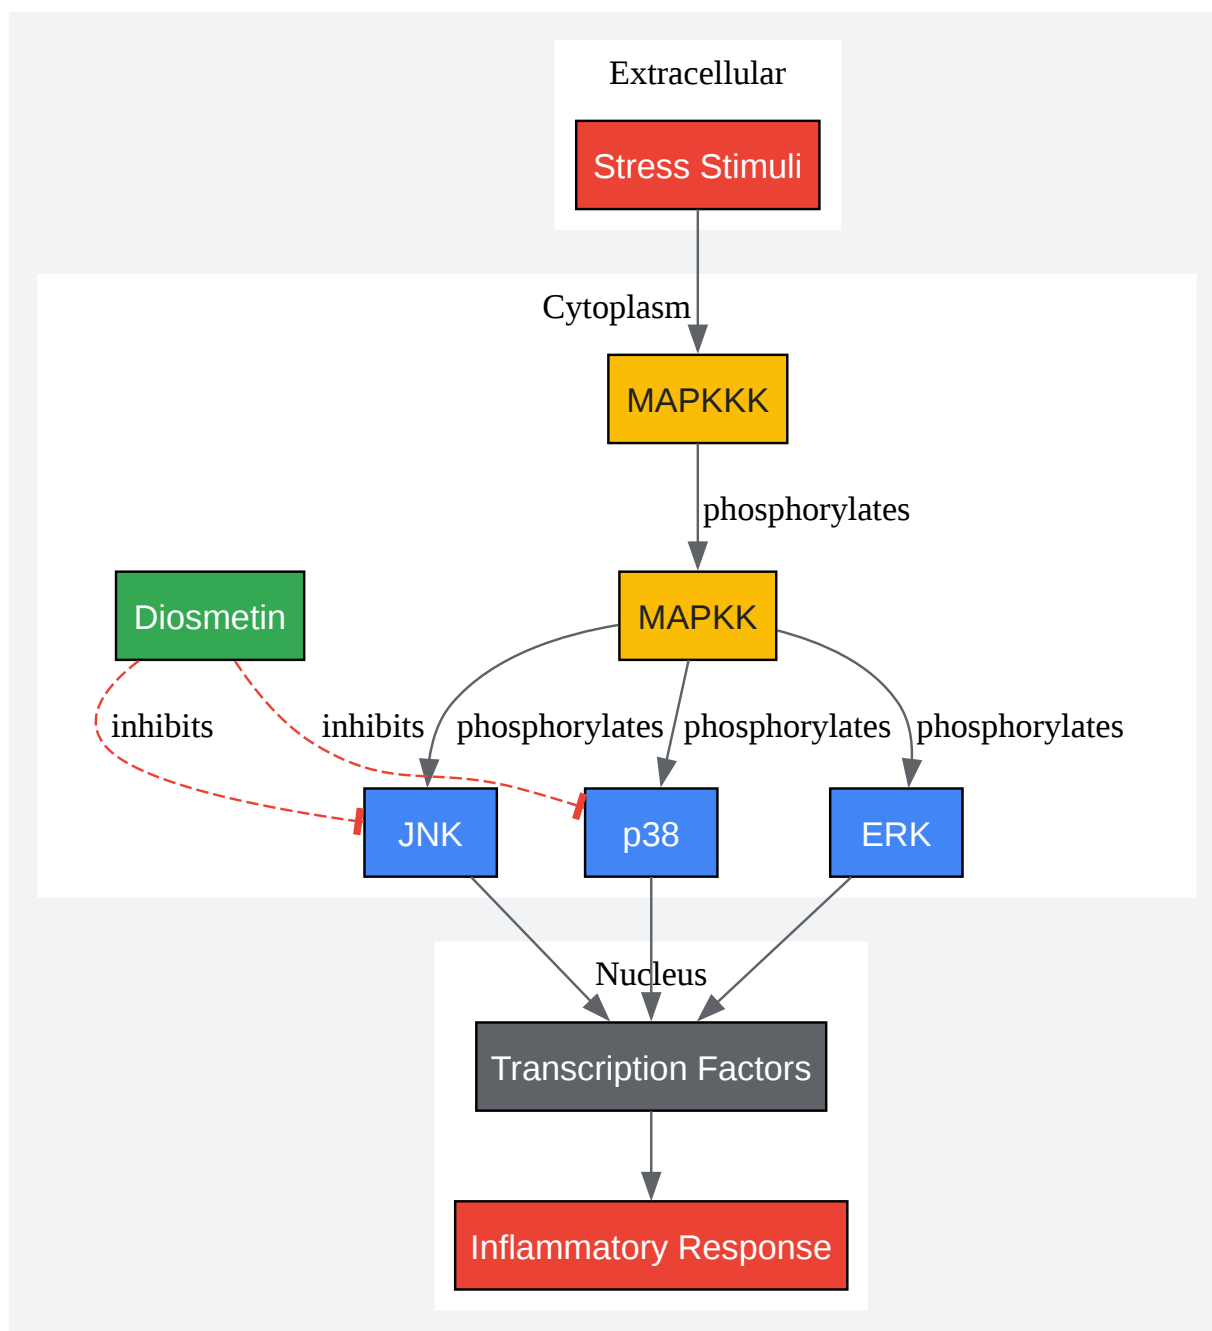 Extracellular
Stress Stimuli
Cytoplasm
MAPKKK
phosphorylates
Diosmetin
MAPKK
inhibits
inhibits
phosphorylates
phosphorylates
phosphorylates
JNK
p38
ERK
Nucleus
Transcription Factors
Inflammatory Response